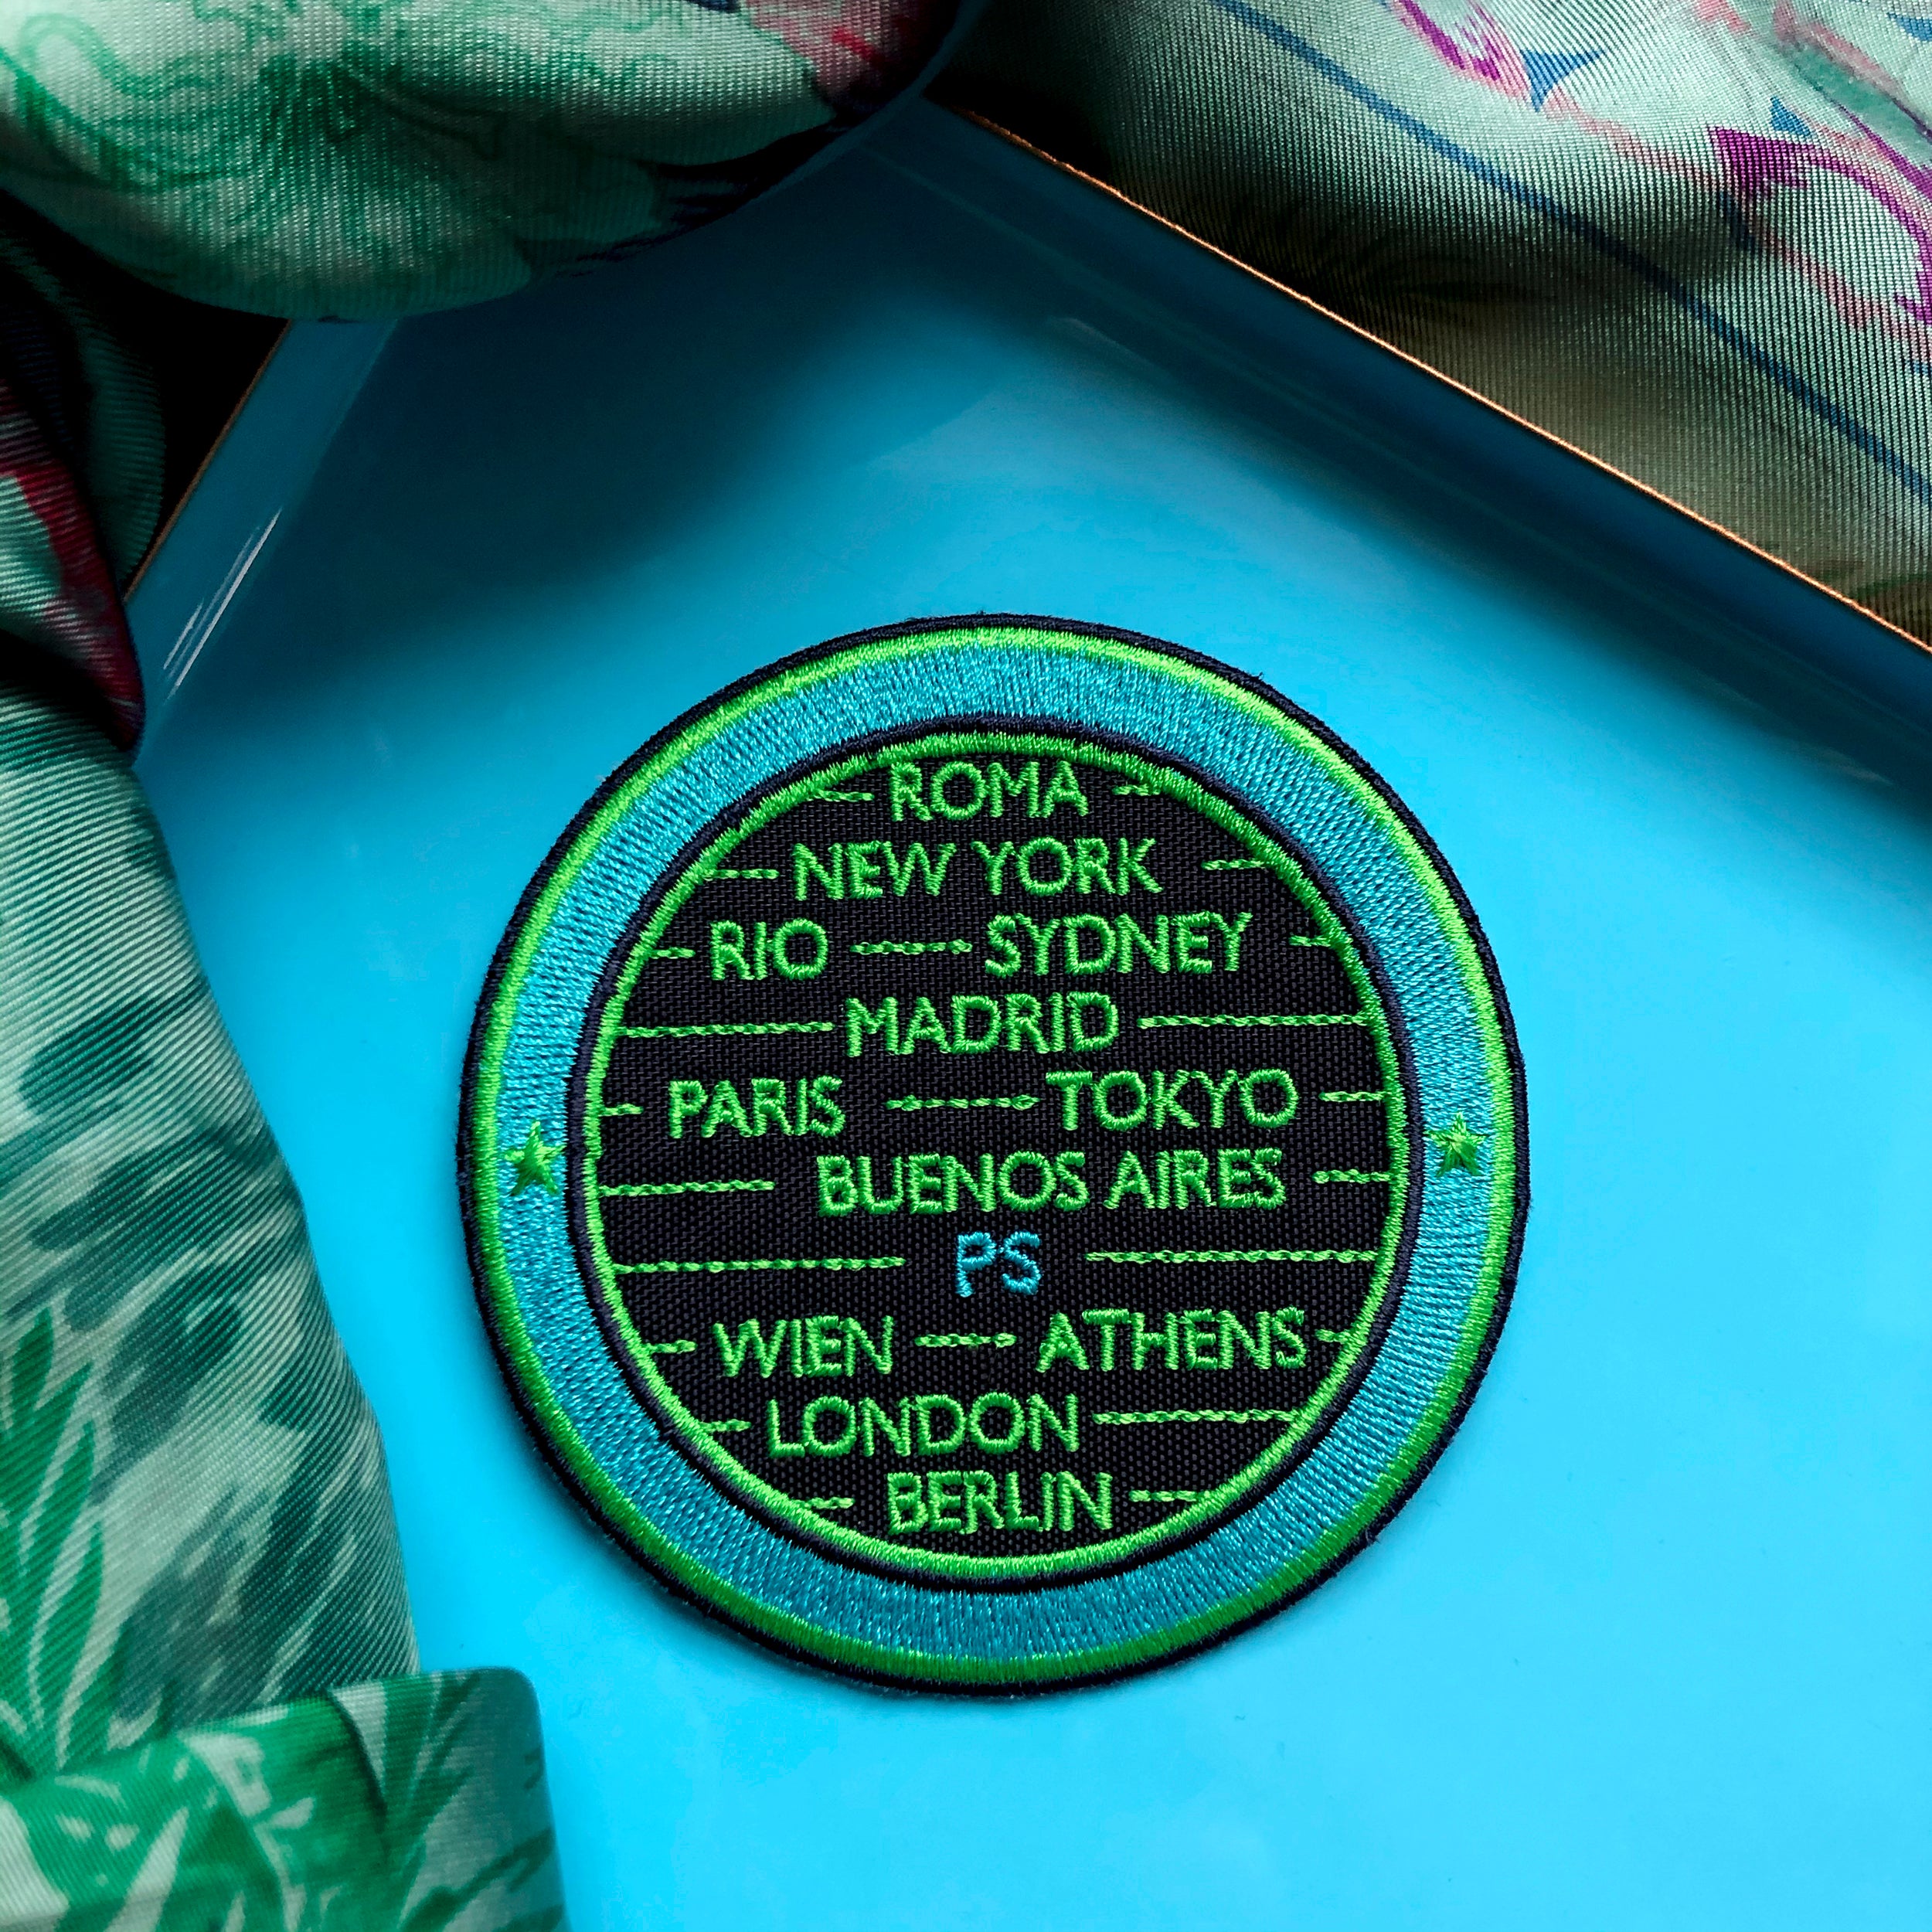 ROMA
NEW YORK
RIO SYDNEY
MADRID
PARIS TOKYO
BUENOS AIRES
PS
WIEN ATHENS
LONDON
BERLIN